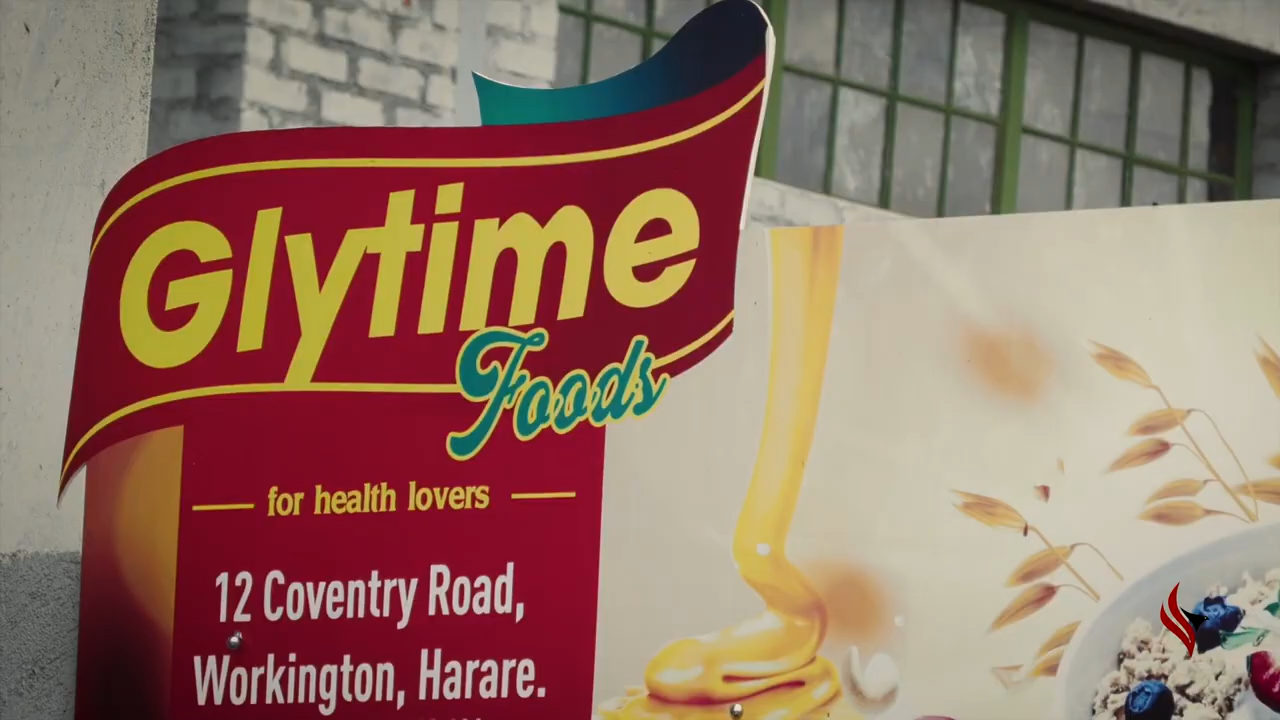 Glytime
Foods
for health lovers
12 Coventry Road,
Workington, Harare.